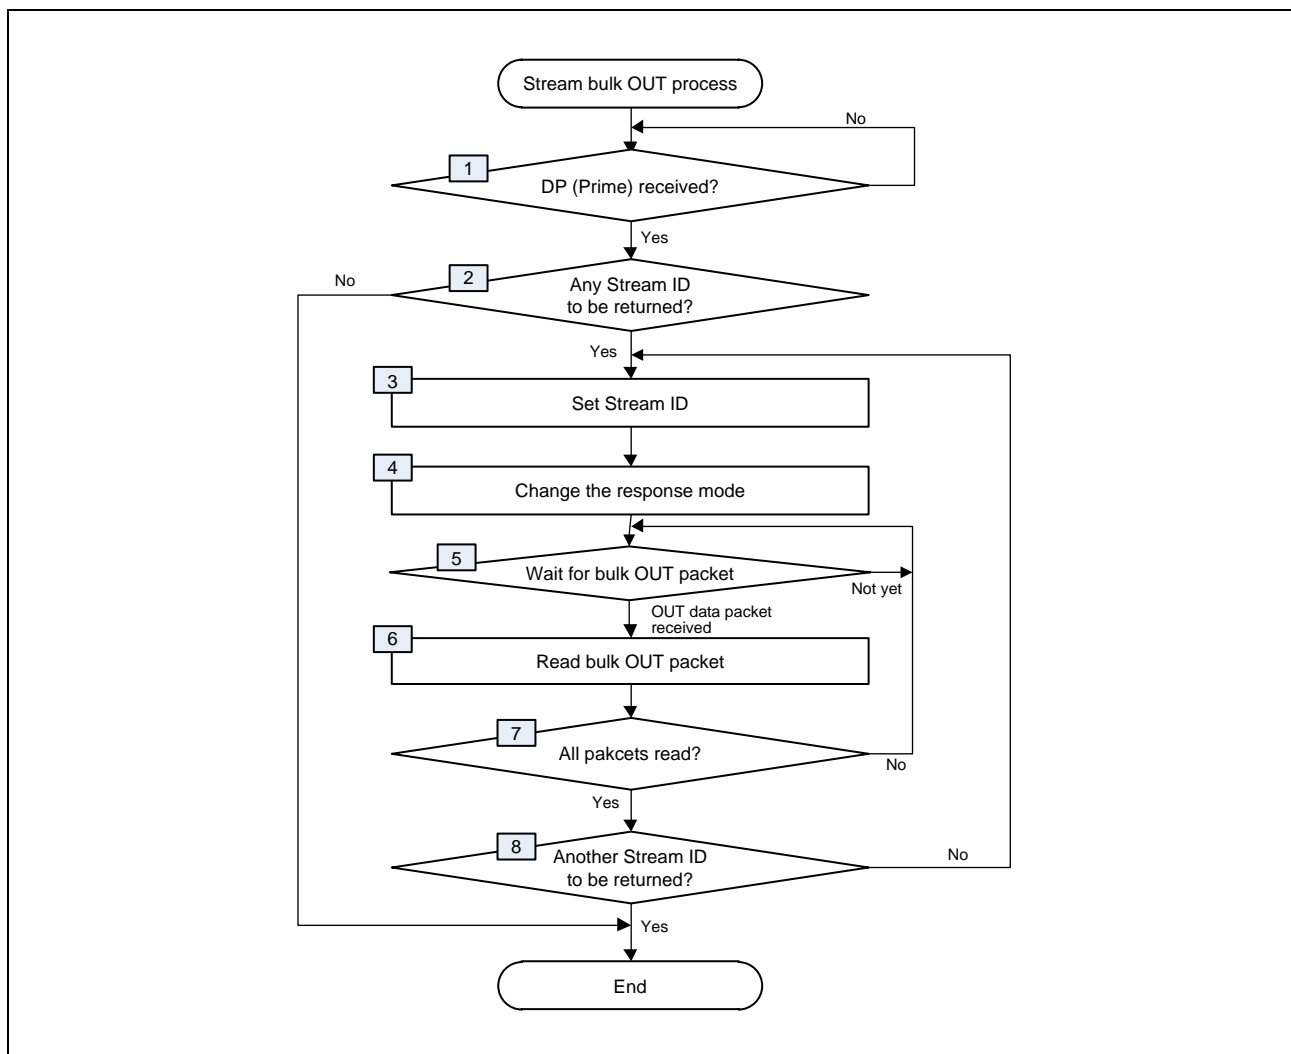 Stream bulk OUT process
No
1
DP (Prime) received?
Yes
2
No
Any Stream ID
to be returned?
Yes
3
Set Stream ID
4
Change the response mode
5
Wait for bulk OUT packet
Not yet
OUT data packet
received
6
Read bulk OUT packet
7
All pakcets read?
No
Yes
8
Another Stream ID
to be returned?
No
Yes
End